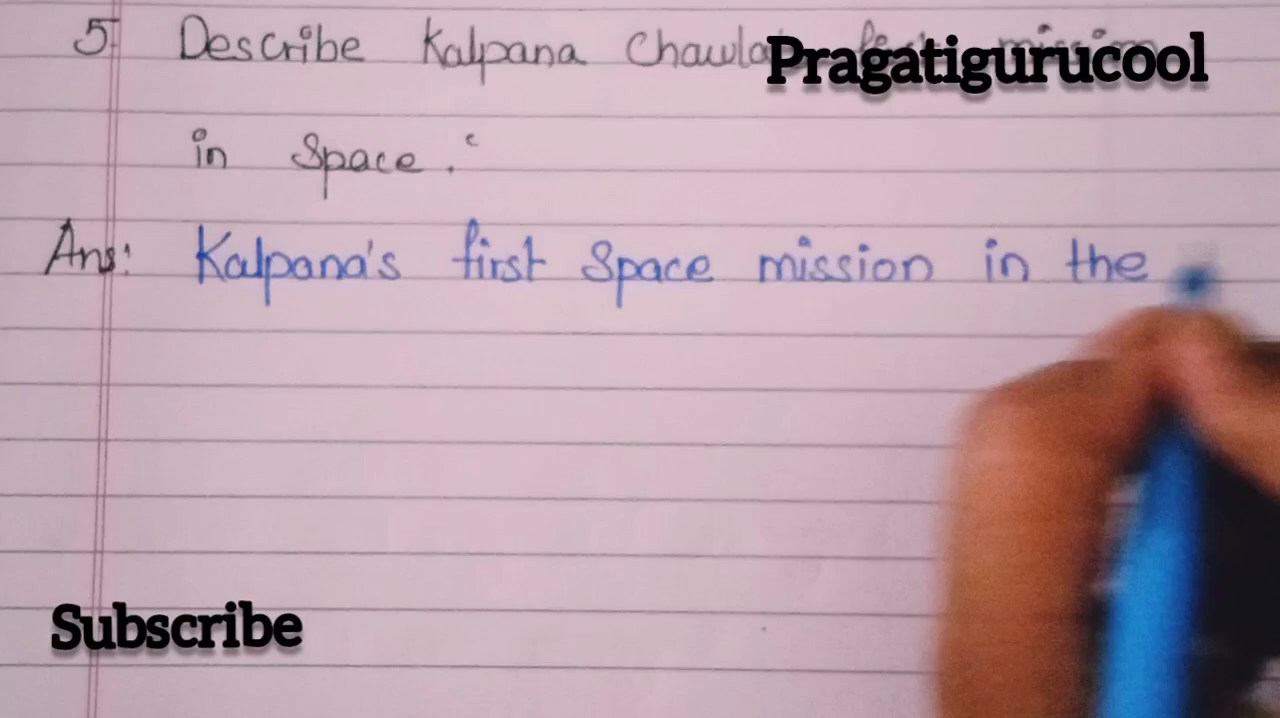 5. Describe Kalpana Chawla
Pragatigurucool
in Space.
Ans: Kalpana's first Space mission in the
Subscribe